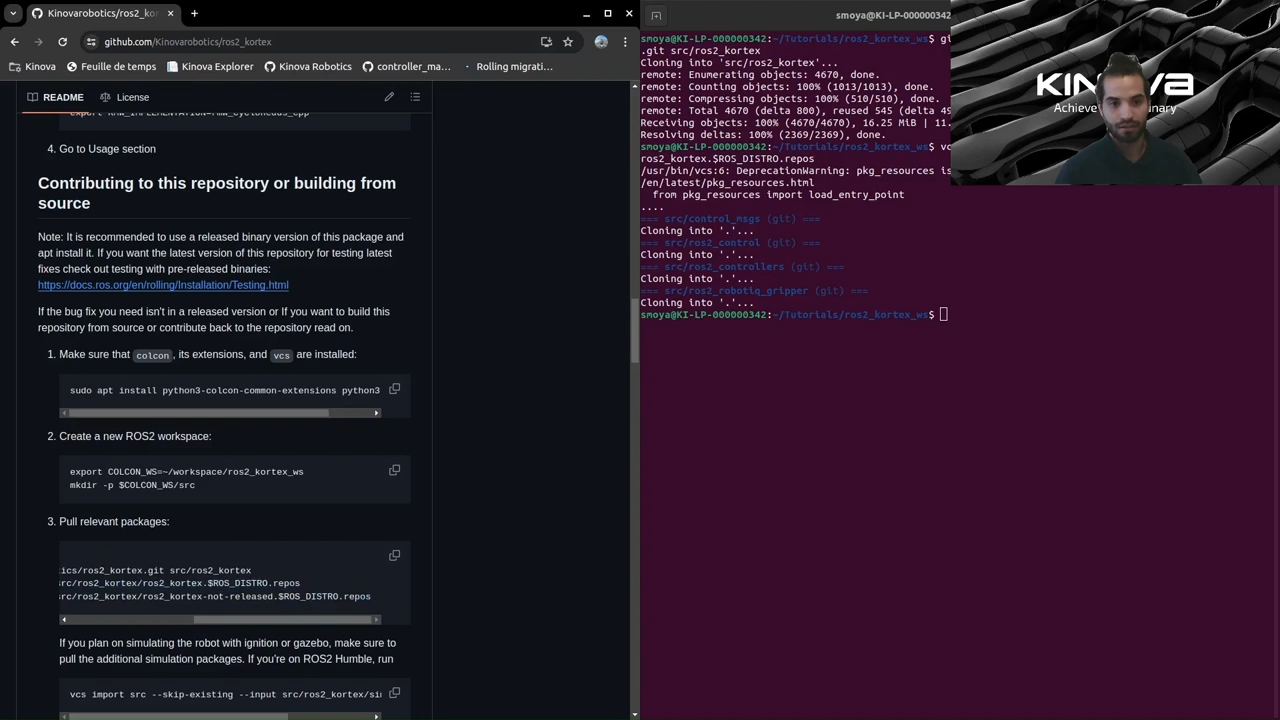 Kinovarobotics/ros2_ko
github.com/Kinovarobotics/ros2_kortex
Kinova
Feuille de temps
Kinova Explorer
Kinova Robotics
controller_ma...
Rolling migrati...
README
License
4. Go to Usage section
Contributing to this repository or building from
source
Note: It is recommended to use a released binary version of this package and
apt install it. If you want the latest version of this repository for testing latest
fixes check out testing with pre-released binaries:
https://docs.ros.org/en/rolling/Installation/Testing.html
If the bug fix you need isn't in a released version or If you want to build this
repository from source or contribute back to the repository read on.
1. Make sure that colcon, its extensions, and vcs are installed:
sudo apt install python3-colcon-common-extensions python3
2. Create a new ROS2 workspace:
export COLCON_WS=~/workspace/ros2_kortex_ws
mkdir -p $COLCON_WS/src
3. Pull relevant packages:
ics/ros2_kortex.git src/ros2_kortex
src/ros2_kortex/ros2_kortex.$ROS_DISTRO.repos
src/ros2_kortex/ros2_kortex-not-released.$ROS_DISTRO.repos
If you plan on simulating the robot with ignition or gazebo, make sure to
pull the additional simulation packages. If you're on ROS2 Humble, run
vcs import src --skip-existing --input src/ros2_kortex/si
smoya@KI-LP-000000342
smoya@KI-LP-000000342:~/Tutorials/ros2_kortex_ws$ gi
.git src/ros2_kortex
Cloning into 'src/ros2_kortex'...
remote: Enumerating objects: 4670, done.
remote: Counting objects: 100% (1013/1013), done.
remote: Compressing objects: 100% (510/510), done.
remote: Total 4670 (delta 800), reused 545 (delta 49
Receiving objects: 100% (4670/4670), 16.25 MiB | 11.
Resolving deltas: 100% (2369/2369), done.
smoya@KI-LP-000000342:~/Tutorials/ros2_kortex_ws$ vc
ros2_kortex.$ROS_DISTRO.repos
/usr/bin/vcs:6: DeprecationWarning: pkg_resources is
/en/latest/pkg_resources.html
from pkg_resources import load_entry_point
....
=== src/control_msgs (git) ===
Cloning into '.'...
=== src/ros2_control (git) ===
Cloning into '.'...
=== src/ros2_controllers (git) ===
Cloning into '.'...
=== src/ros2_robotiq_gripper (git) ===
Cloning into '.'...
smoya@KI-LP-000000342:~/Tutorials/ros2_kortex_ws$
KINOVA